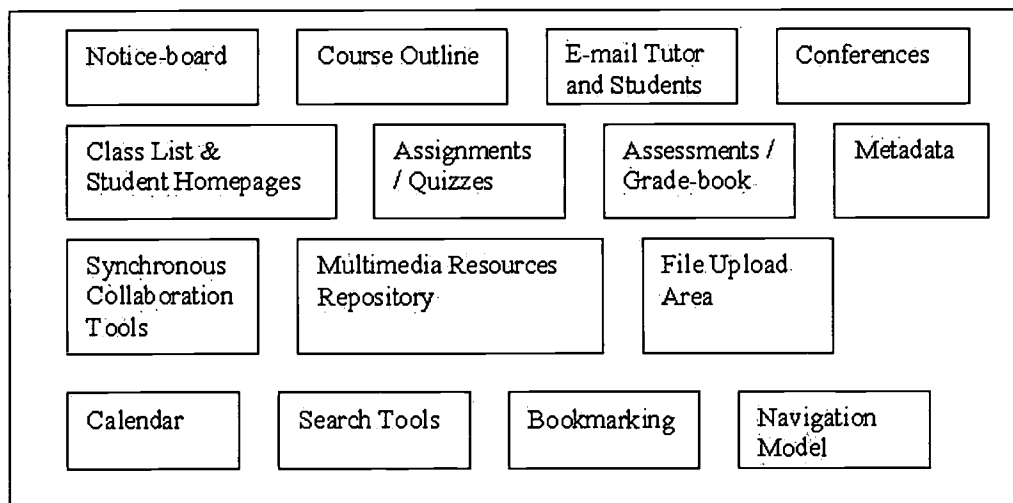 Notice-board
Course Outline
E-mail Tutor
and Students
Conferences
Class List &
Student Homepages
Assignments
/ Quizzes
Assessments /
Grade-book
Metadata
Synchronous
Collaboration
Tools
Multimedia Resources
Repository
File Upload
Area
Calendar
Search Tools
Bookmarking
Navigation
Model